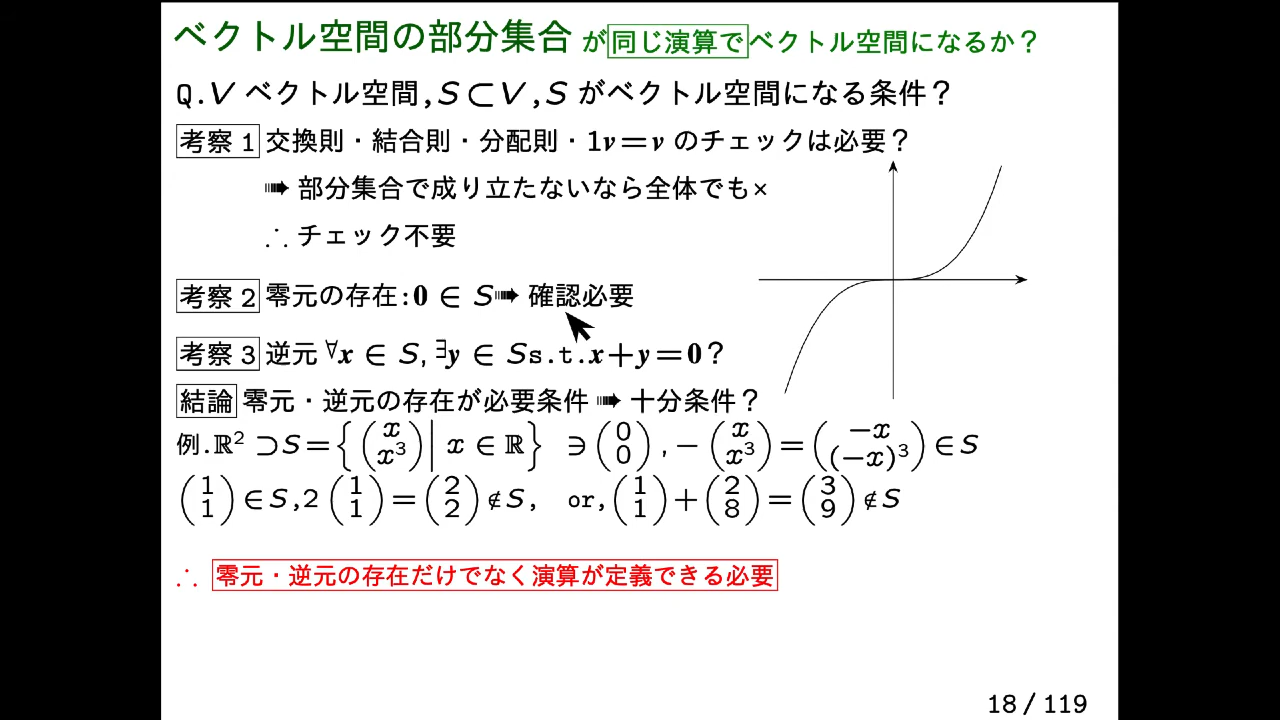 ベクトル空間の部分集合 が同じ演算でベクトル空間になるか？
Q.V ベクトル空間,S⊂V,S がベクトル空間になる条件？
考察 1 交換則・結合則・分配則・1v=v のチェックは必要？
➠ 部分集合で成り立たないなら全体でも×
∴ チェック不要
考察 2 零元の存在:0 ∈ S➠ 確認必要
考察 3 逆元 ∀x ∈ S, ∃y ∈ Ss.t.x+y=0？
結論 零元・逆元の存在が必要条件 ➠ 十分条件？
例.ℝ² ⊃S={(x x³)| x ∈ ℝ} ∋ (0 0), −(x x³)=(−x (−x)³)∈S
(1 1)∈S,2(1 1)=(2 2)∉S, or,(1 1)+(2 8)=(3 9)∉S
∴ 零元・逆元の存在だけでなく演算が定義できる必要
18 / 119